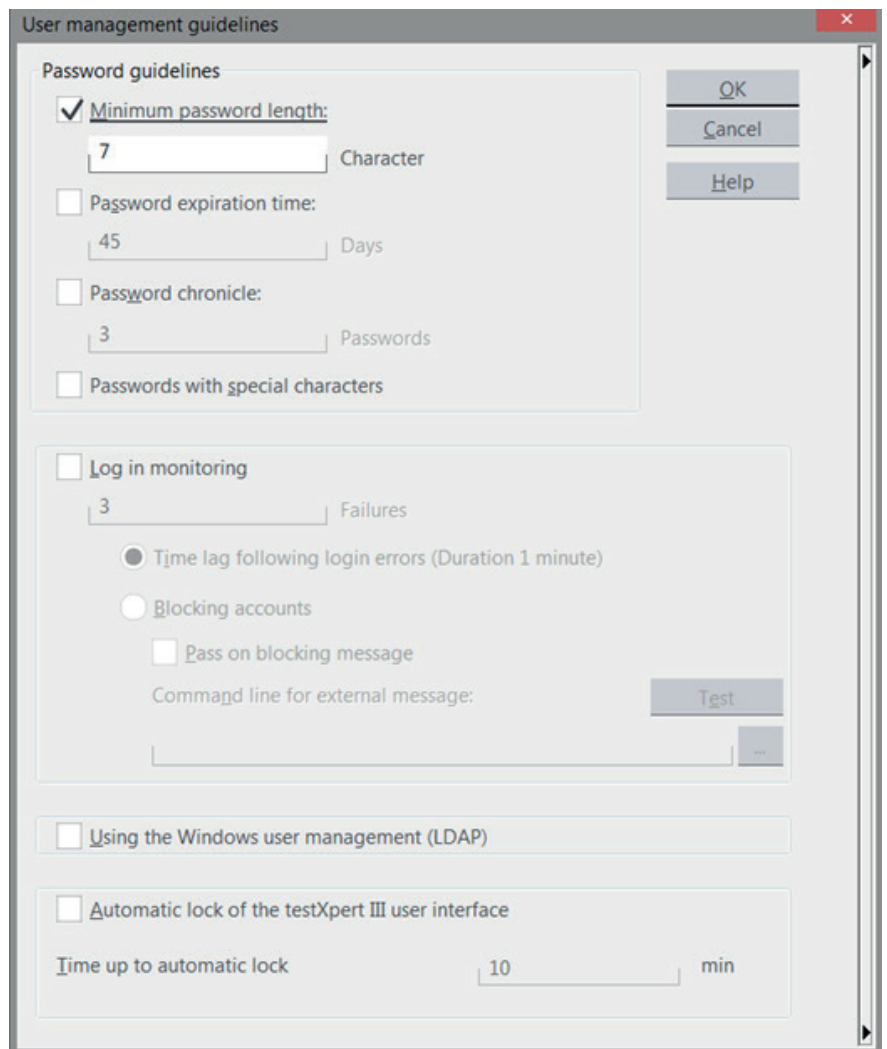 User management guidelines
Password guidelines
OK
Minimum password length:
Cancel
7 Character
Help
Password expiration time:
45 Days
Password chronicle:
3 Passwords
Passwords with special characters
Log in monitoring
3 Failures
Time lag following login errors (Duration 1 minute)
Blocking accounts
Pass on blocking message
Command line for external message: Test
...
Using the Windows user management (LDAP)
Automatic lock of the testXpert III user interface
Time up to automatic lock 10 min